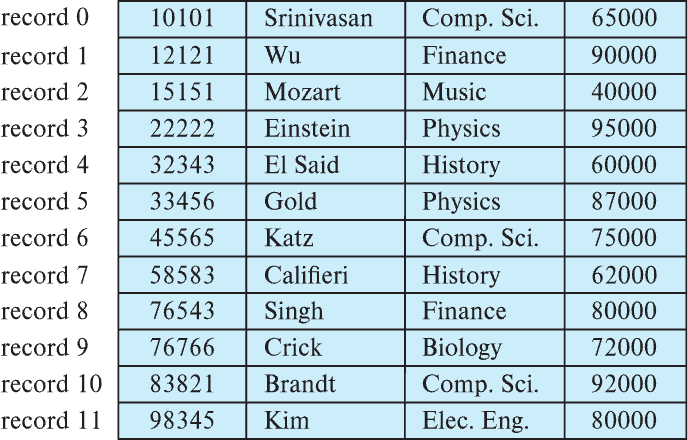 record 0 10101 Srinivasan Comp. Sci. 65000
record 1 12121 Wu Finance 90000
record 2 15151 Mozart Music 40000
record 3 22222 Einstein Physics 95000
record 4 32343 El Said History 60000
record 5 33456 Gold Physics 87000
record 6 45565 Katz Comp. Sci. 75000
record 7 58583 Califieri History 62000
record 8 76543 Singh Finance 80000
record 9 76766 Crick Biology 72000
record 10 83821 Brandt Comp. Sci. 92000
record 11 98345 Kim Elec. Eng. 80000